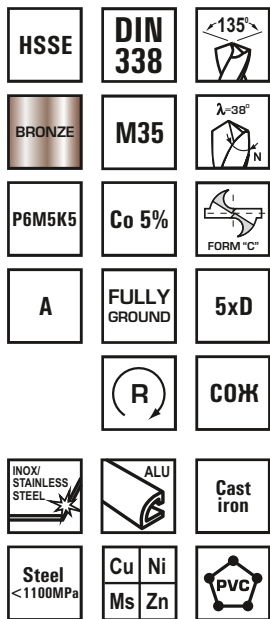 HSSE
DIN
338
135°
BRONZE
M35
λ=38°
N
P6M5K5
Co 5%
FORM "C"
A
FULLY
GROUND
5xD
R
СОЖ
INOX/
STAINLESS
STEEL
ALU
Cast
iron
Steel
<1100MPa
Cu Ni
Ms Zn
PVC